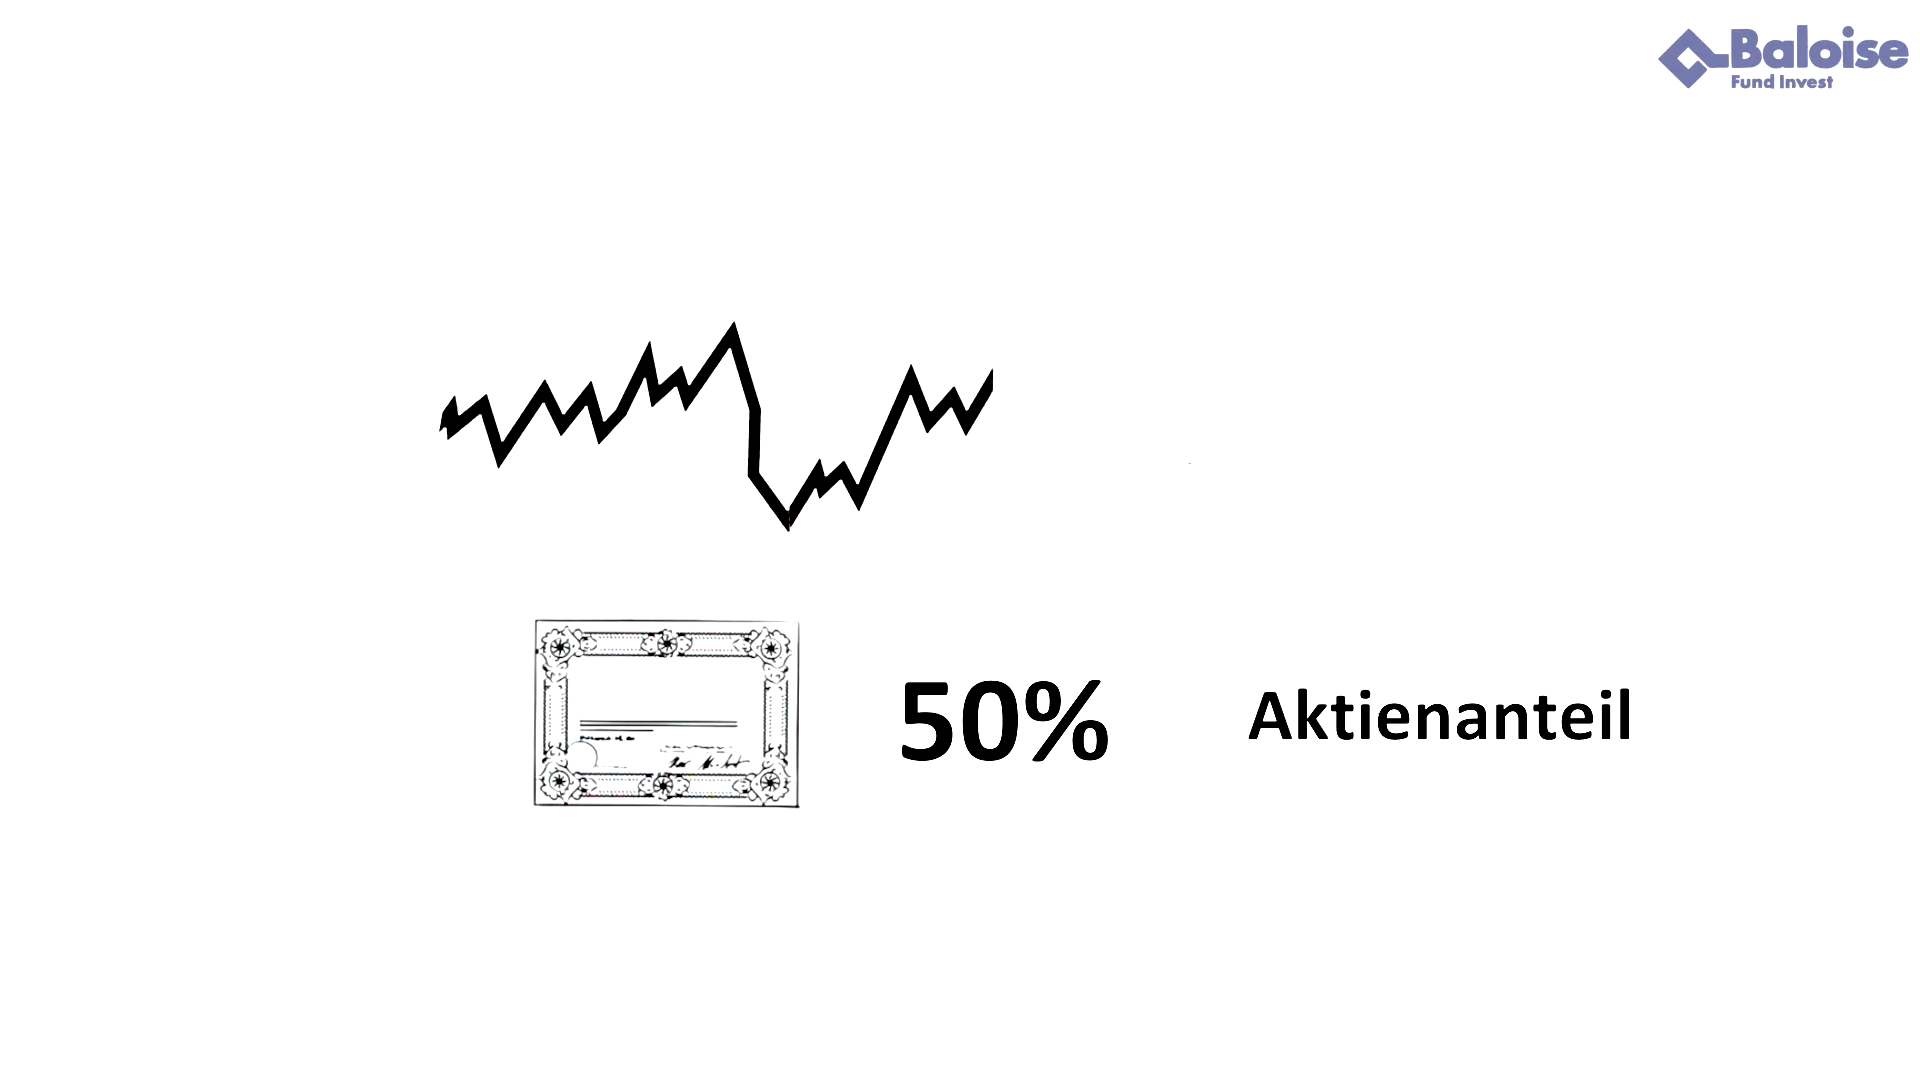 Baloise
Fund Invest
50% Aktienanteil